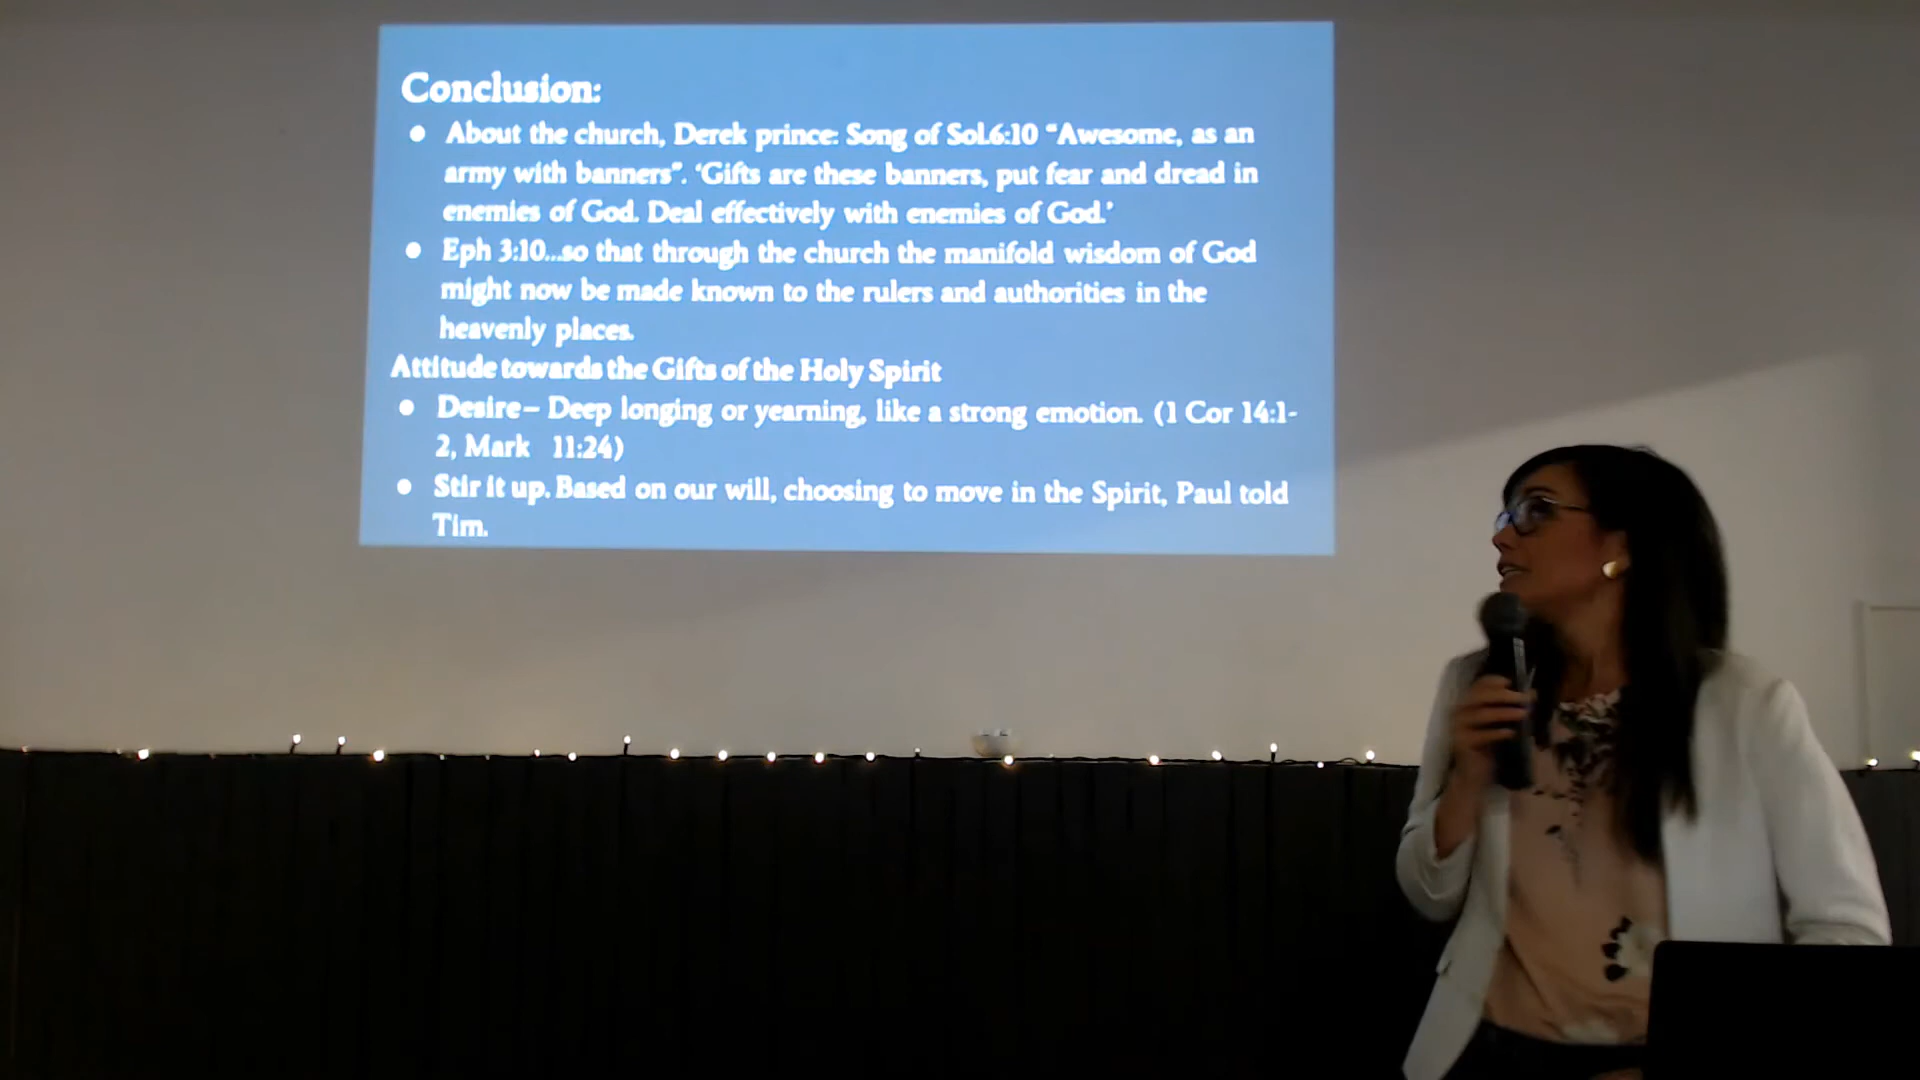 Conclusion:
● About the church, Derek prince: Song of Sol.6:10 "Awesome, as an
army with banners". 'Gifts are these banners, put fear and dread in
enemies of God. Deal effectively with enemies of God.'
● Eph 3:10...so that through the church the manifold wisdom of God
might now be made known to the rulers and authorities in the
heavenly places.
Attitude towards the Gifts of the Holy Spirit
● Desire– Deep longing or yearning, like a strong emotion. (1 Cor 14:1-
2, Mark 11:24)
● Stir it up. Based on our will, choosing to move in the Spirit, Paul told
Tim.